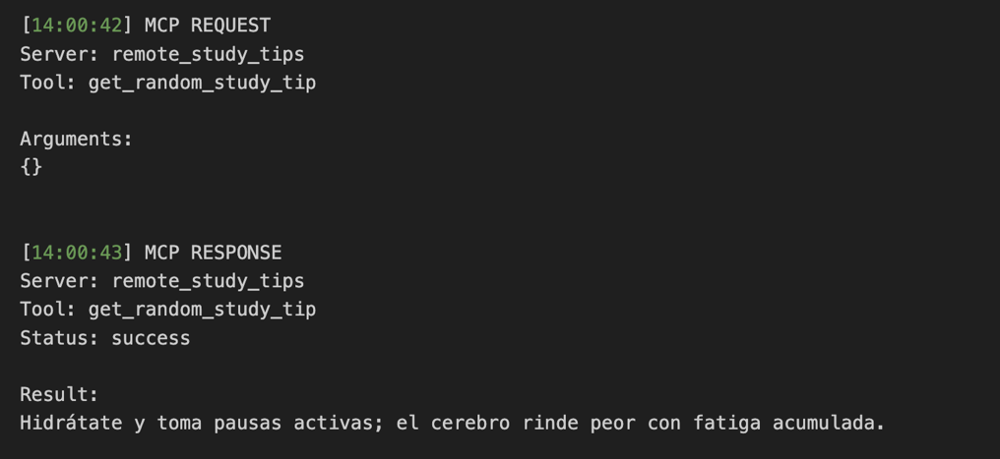 [14:00:42] MCP REQUEST
Server: remote_study_tips
Tool: get_random_study_tip
Arguments:
{}
[14:00:43] MCP RESPONSE
Server: remote_study_tips
Tool: get_random_study_tip
Status: success
Result:
Hidrátate y toma pausas activas; el cerebro rinde peor con fatiga acumulada.